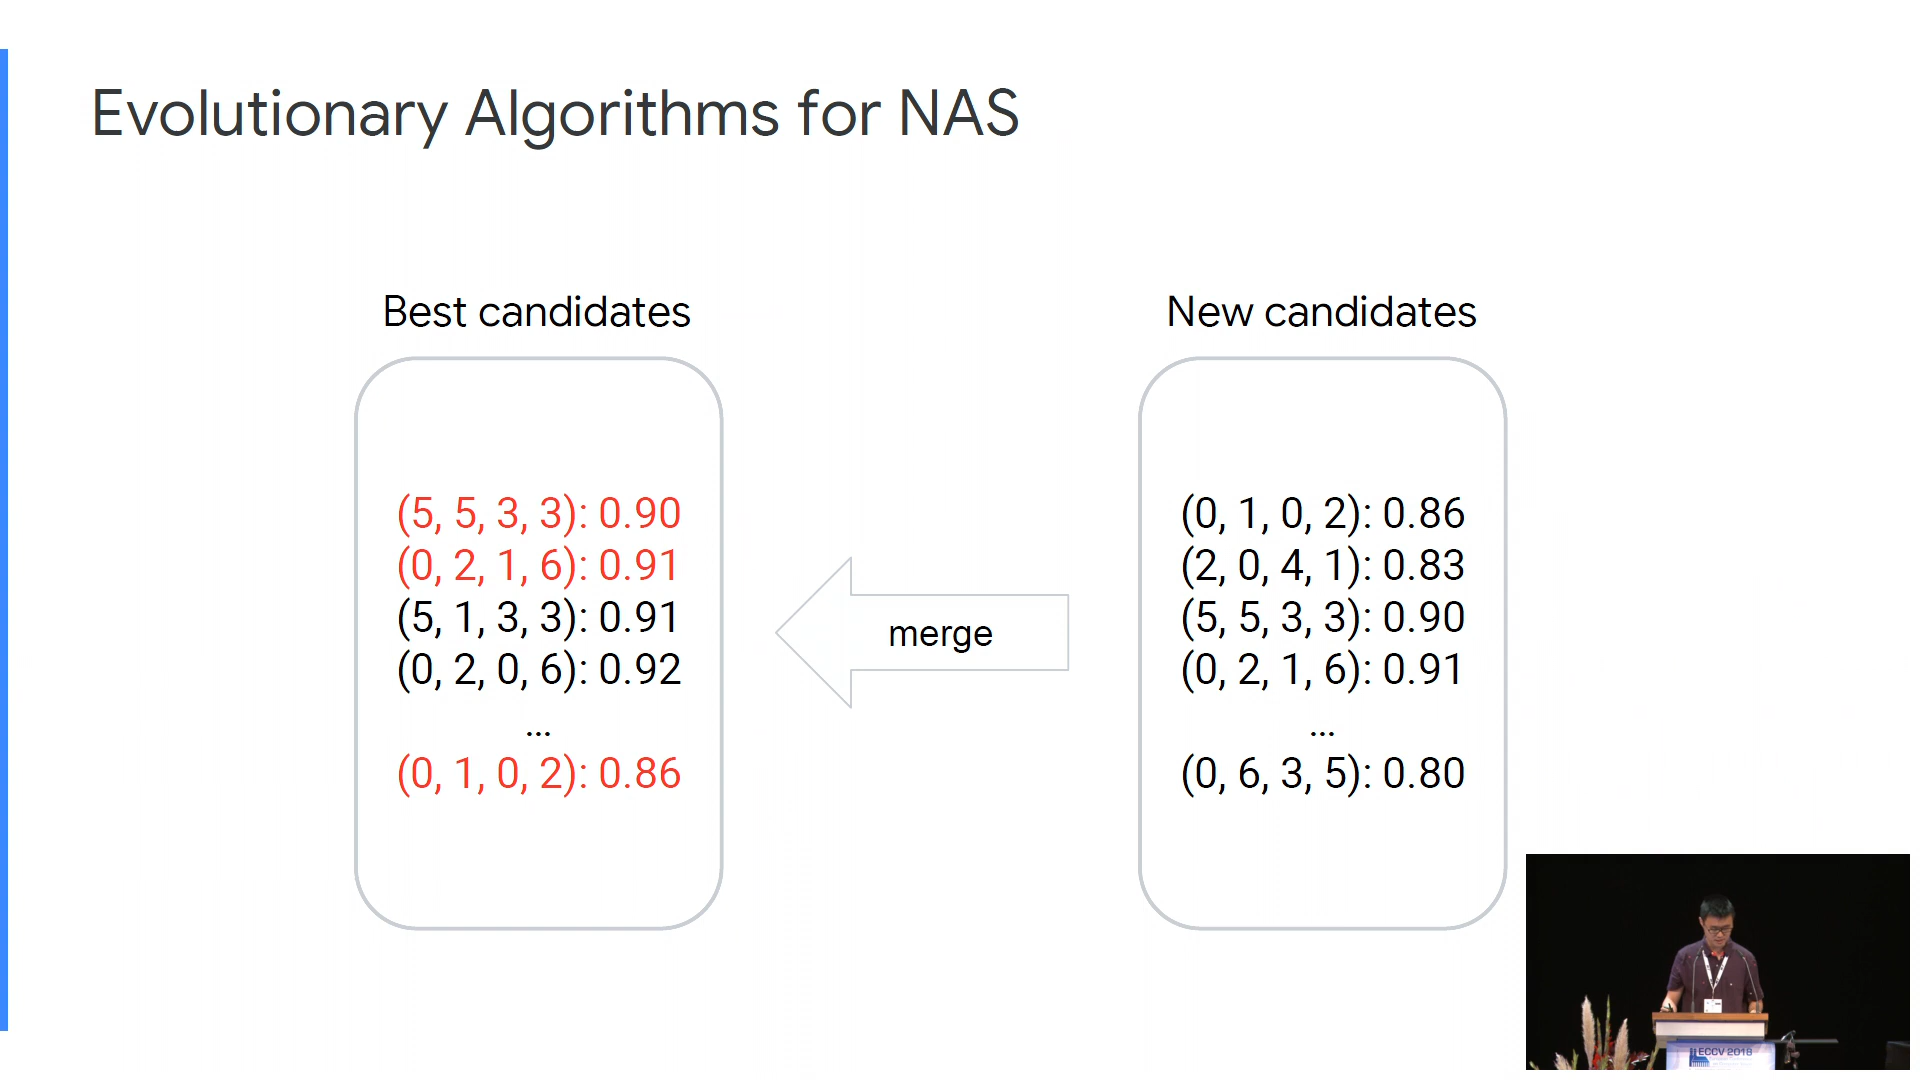 Evolutionary Algorithms for NAS
Best candidates
(5, 5, 3, 3): 0.90
(0, 2, 1, 6): 0.91
(5, 1, 3, 3): 0.91
(0, 2, 0, 6): 0.92
...
(0, 1, 0, 2): 0.86
merge
New candidates
(0, 1, 0, 2): 0.86
(2, 0, 4, 1): 0.83
(5, 5, 3, 3): 0.90
(0, 2, 1, 6): 0.91
...
(0, 6, 3, 5): 0.80
ECCV 2018